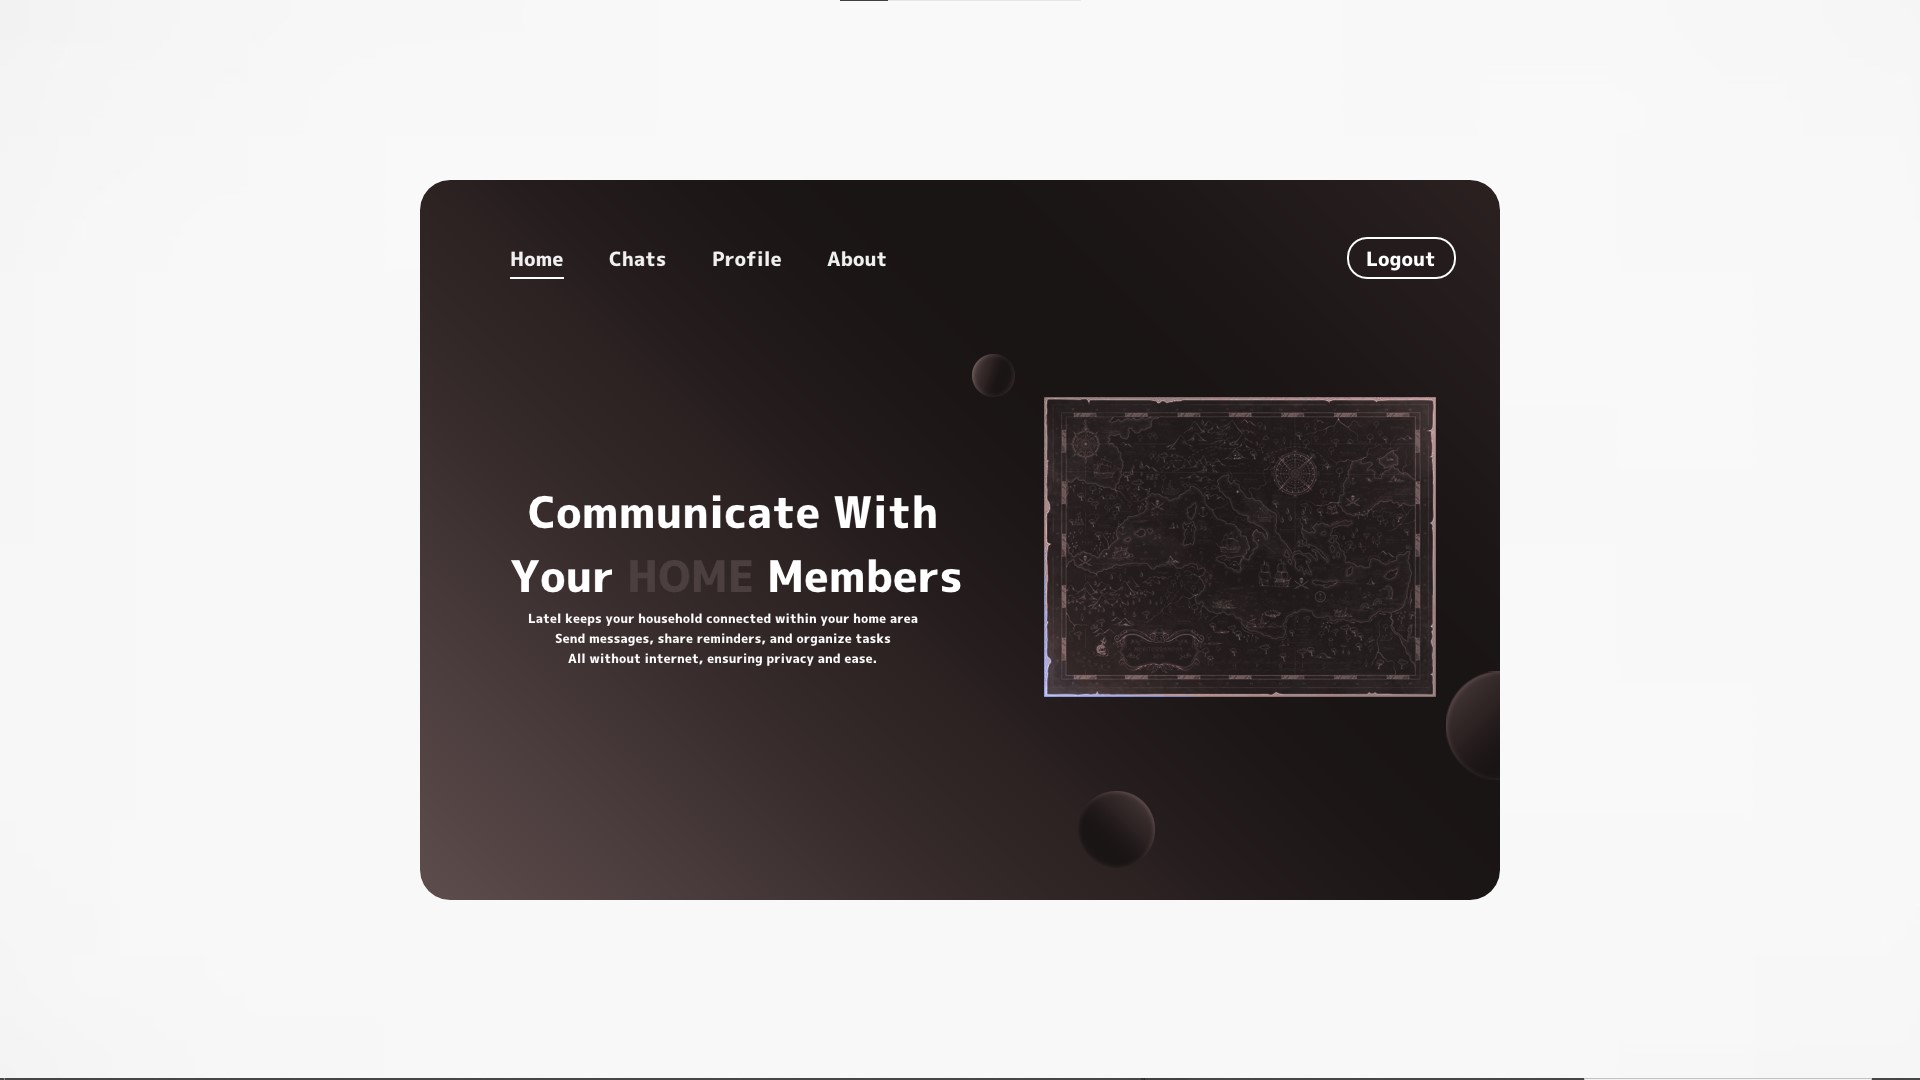 Home Chats Profile About Logout
Communicate With
Your HOME Members
Latel keeps your household connected within your home area
Send messages, share reminders, and organize tasks
All without internet, ensuring privacy and ease.